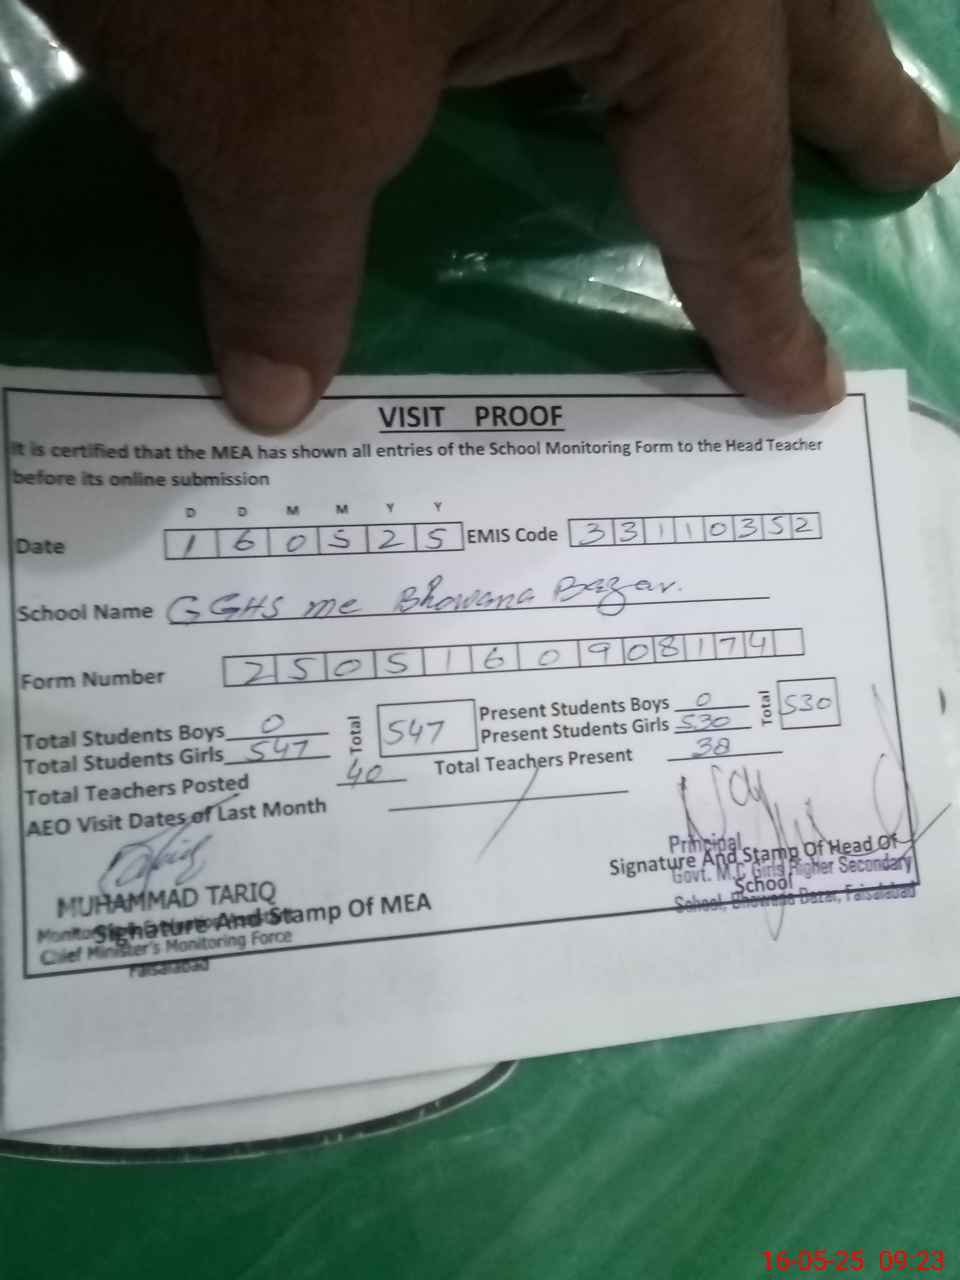 VISIT PROOF
It is certified that the MEA has shown all entries of the School Monitoring Form to the Head Teacher
before its online submission
D D M M Y Y
Date 1 6 0 5 2 5 EMIS Code 3 3 1 1 0 3 5 2
School Name GGHS mc Bhowana Bazar.
Form Number 2 5 0 5 1 6 0 9 0 8 1 7 4
Total Students Boys 0 Total 547 Present Students Boys 0 Total 530
Total Students Girls 547 Present Students Girls 530
Total Teachers Posted 40 Total Teachers Present 38
AEO Visit Dates of Last Month
MUHAMMAD TARIQ
Signature And Stamp Of MEA
Chief Minister's Monitoring Force
Faisalabad
Principal
Signature And Stamp Of Head Of
Govt. M.C Girls Higher Secondary
School
School, Bhowana Bazar, Faisalabad
16-05-25 09:23